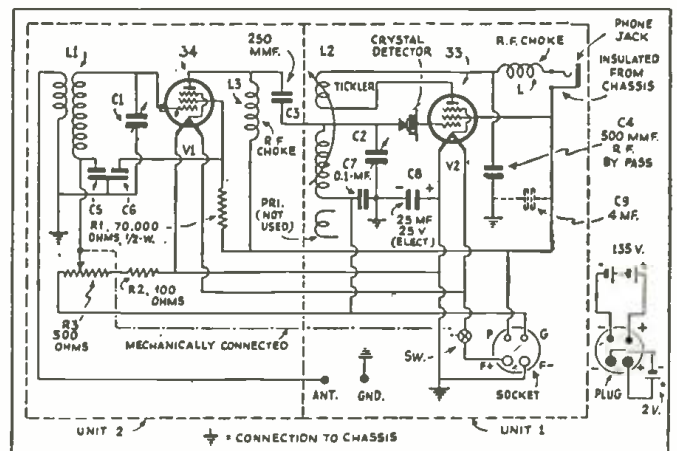 L1
34
250
MMF.
L2
CRYSTAL
DETECTOR
33
R.F. CHOKE
PHONE
JACK
INSULATED
FROM
CHASSIS
TICKLER
L
L3
C3
C1
R.F
CHOKE
V1
C2
V2
C4
500 MMF.
R.F.
BY PASS
C7
0.1-MF.
C8
- +
C5
C6
PRI.
(NOT
USED)
25 MF
25 V
(ELECT)
C9
4 MF.
R1, 70,000
OHMS 1/2-W.
135 V.
R2, 100
OHMS
R3
500
OHMS
MECHANICALLY CONNECTED
P
G
SW.
F+
F-
SOCKET
PLUG
2 V.
ANT.
GND.
UNIT 2
UNIT 1
= CONNECTION TO CHASSIS